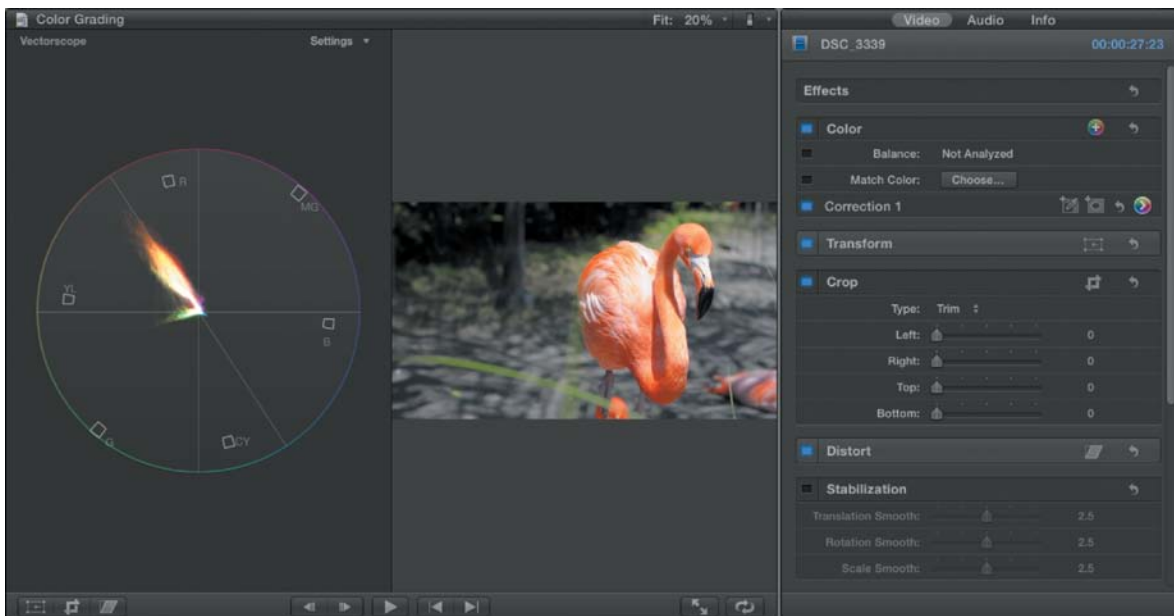 Color Grading
Fit: 20%
Vectorscope
Settings
R
MG
YL
B
G
CY
Video Audio Info
DSC_3339
00:00:27:23
Effects
Color
Balance: Not Analyzed
Match Color: Choose...
Correction 1
Transform
Crop
Type: Trim
Left: 0
Right: 0
Top: 0
Bottom: 0
Distort
Stabilization
Translation Smooth: 2.5
Rotation Smooth: 2.5
Scale Smooth: 2.5